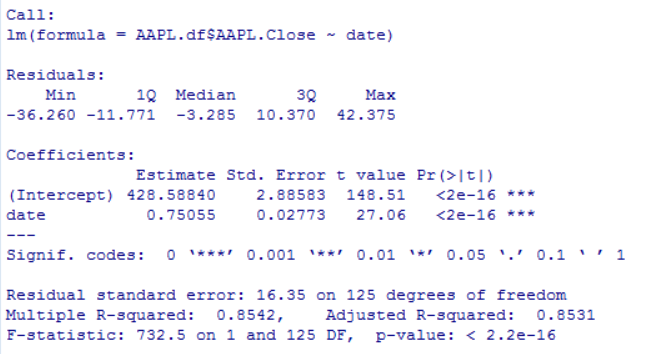 Call:
lm(formula = AAPL.df$AAPL.Close ~ date)
Residuals:
Min 1Q Median 3Q Max
-36.260 -11.771 -3.285 10.370 42.375
Coefficients:
Estimate Std. Error t value Pr(>|t|)
(Intercept) 428.58840 2.88583 148.51 <2e-16 ***
date 0.75055 0.02773 27.06 <2e-16 ***
---
Signif. codes: 0 ‘***’ 0.001 ‘**’ 0.01 ‘*’ 0.05 ‘.’ 0.1 ‘ ’ 1
Residual standard error: 16.35 on 125 degrees of freedom
Multiple R-squared: 0.8542, Adjusted R-squared: 0.8531
F-statistic: 732.5 on 1 and 125 DF, p-value: < 2.2e-16